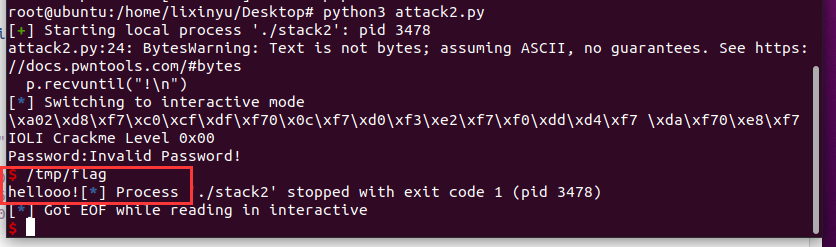 root@ubuntu:/home/lixinyu/Desktop# python3 attack2.py
[+] Starting local process './stack2': pid 3478
attack2.py:24: BytesWarning: Text is not bytes; assuming ASCII, no guarantees. See https:
//docs.pwntools.com/#bytes
  p.recvuntil("!\n")
[*] Switching to interactive mode
\xa02\xd8\xf7\xc0\xcf\xdf\xf70\x0c\xf7\xd0\xf3\xe2\xf7\xf0\xdd\xd4\xf7 \xda\xf70\xe8\xf7
IOLI Crackme Level 0x00
Password:Invalid Password!
$ /tmp/flag
hellooo![*] Process './stack2' stopped with exit code 1 (pid 3478)
[*] Got EOF while reading in interactive
$